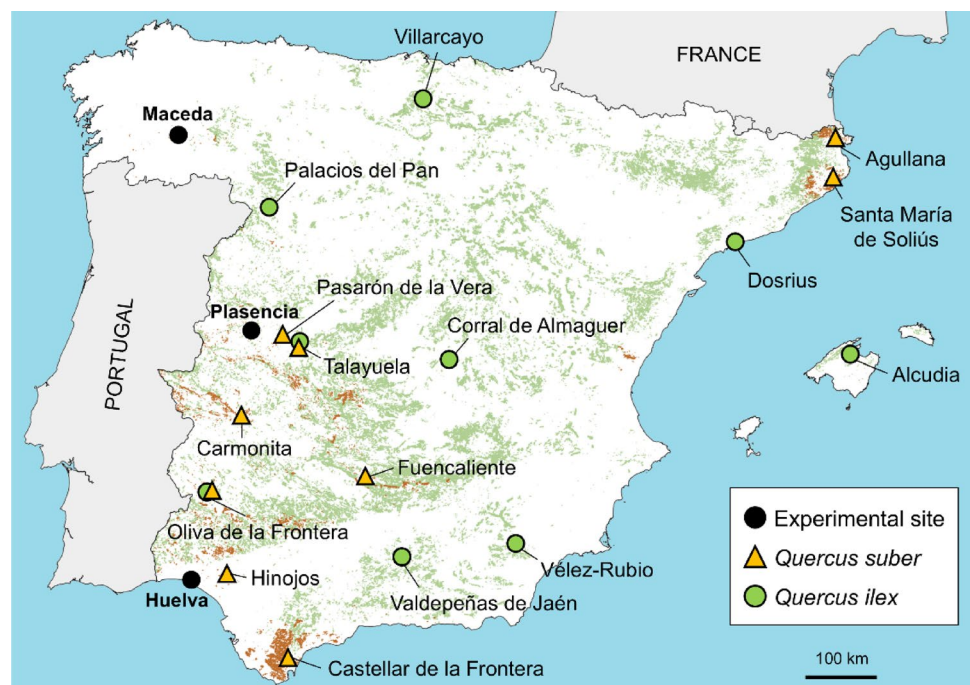 Villarcayo
FRANCE
Maceda
Agullana
Palacios del Pan
Santa María
de Soliús
Dosrius
Pasarón de la Vera
Plasencia
Corral de Almaguer
Talayuela
PORTUGAL
Alcudia
Carmonita
Fuencaliente
Oliva de la Frontera
Experimental site
Quercus suber
Quercus ilex
Hinojos
Vélez-Rubio
Huelva
Valdepeñas de Jaén
Castellar de la Frontera
100 km